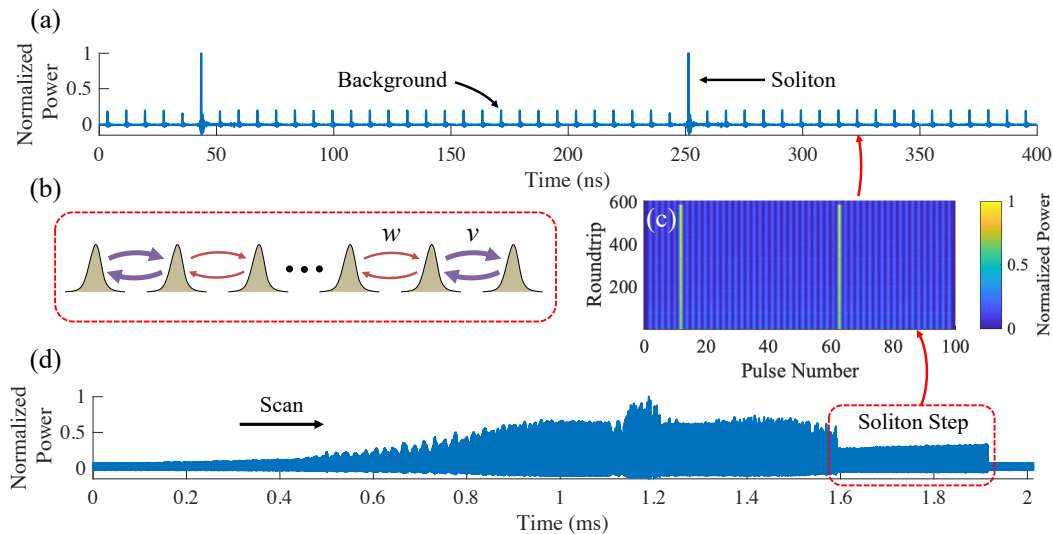 (a)
Normalized
Power
1
0.5
0
Background
Soliton
0 50 100 150 200 250 300 350 400
Time (ns)
(b)
w v
(c)
Roundtrip
600
400
200
0 20 40 60 80 100
Pulse Number
1
0.5
0
Normalized Power
(d)
Normalized
Power
1
0.5
0
Scan
Soliton Step
0 0.2 0.4 0.6 0.8 1 1.2 1.4 1.6 1.8 2
Time (ms)